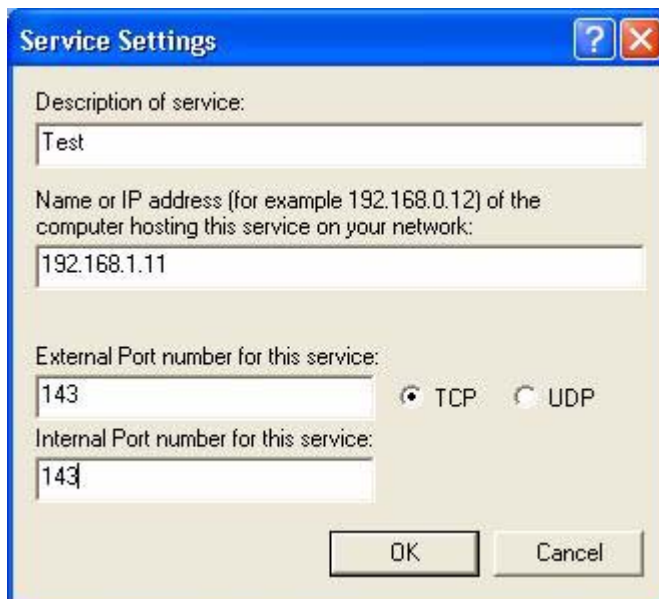 Service Settings
Description of service:
Test
Name or IP address (for example 192.168.0.12) of the
computer hosting this service on your network:
192.168.1.11
External Port number for this service:
143
TCP
UDP
Internal Port number for this service:
143
OK
Cancel